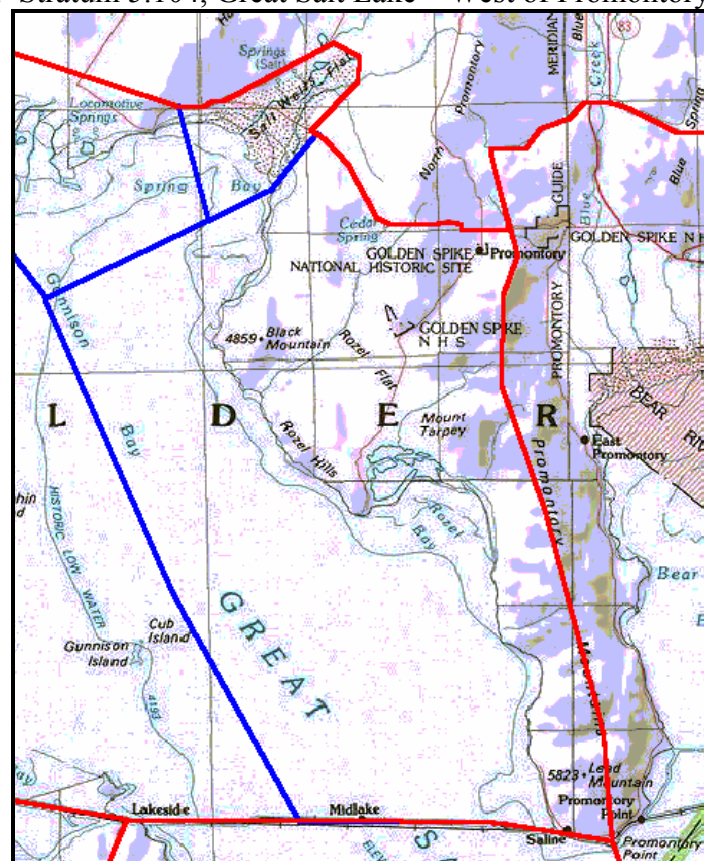 Stratum 3.104, Great Salt Lake - West of Promontory
Springs
(Salt)
Salt Wells Flat
Locomotive
Springs
Spring Bay
Promontory
North
MERIDIAN
GUIDE
Blue
Creek
83
Blue
Spring
Blue
Cedar
Spring
GOLDEN SPIKE
NATIONAL HISTORIC SITE
Promontory
GOLDEN SPIKE N H
PROMONTORY
Gunnison
Bay
4859
Black
Mountain
Rozel Flat
GOLDEN SPIKE
N H S
L D E R
BEAR
RI
Mount
Tarpey
Rozel Hills
East
Promontory
Promontory
Mountains
Rozel
Bay
Bear
HISTORIC LOW WATER
GREAT
S
Cub
Island
Gunnison
Island
4193
5823
Lead
Mountain
Promontory
Point
Lakeside
Midlake
Saline
Promontory
Point